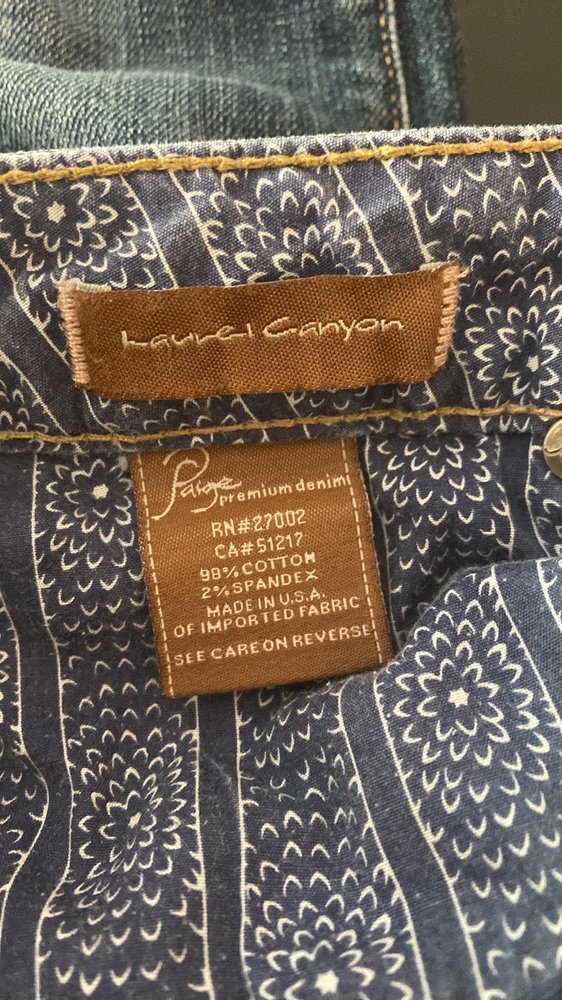 Laurel Canyon
Paige premium denim
RN#27002
CA#51217
98% COTTON
2% SPANDEX
MADE IN U.S.A.
OF IMPORTED FABRIC
SEE CARE ON REVERSE